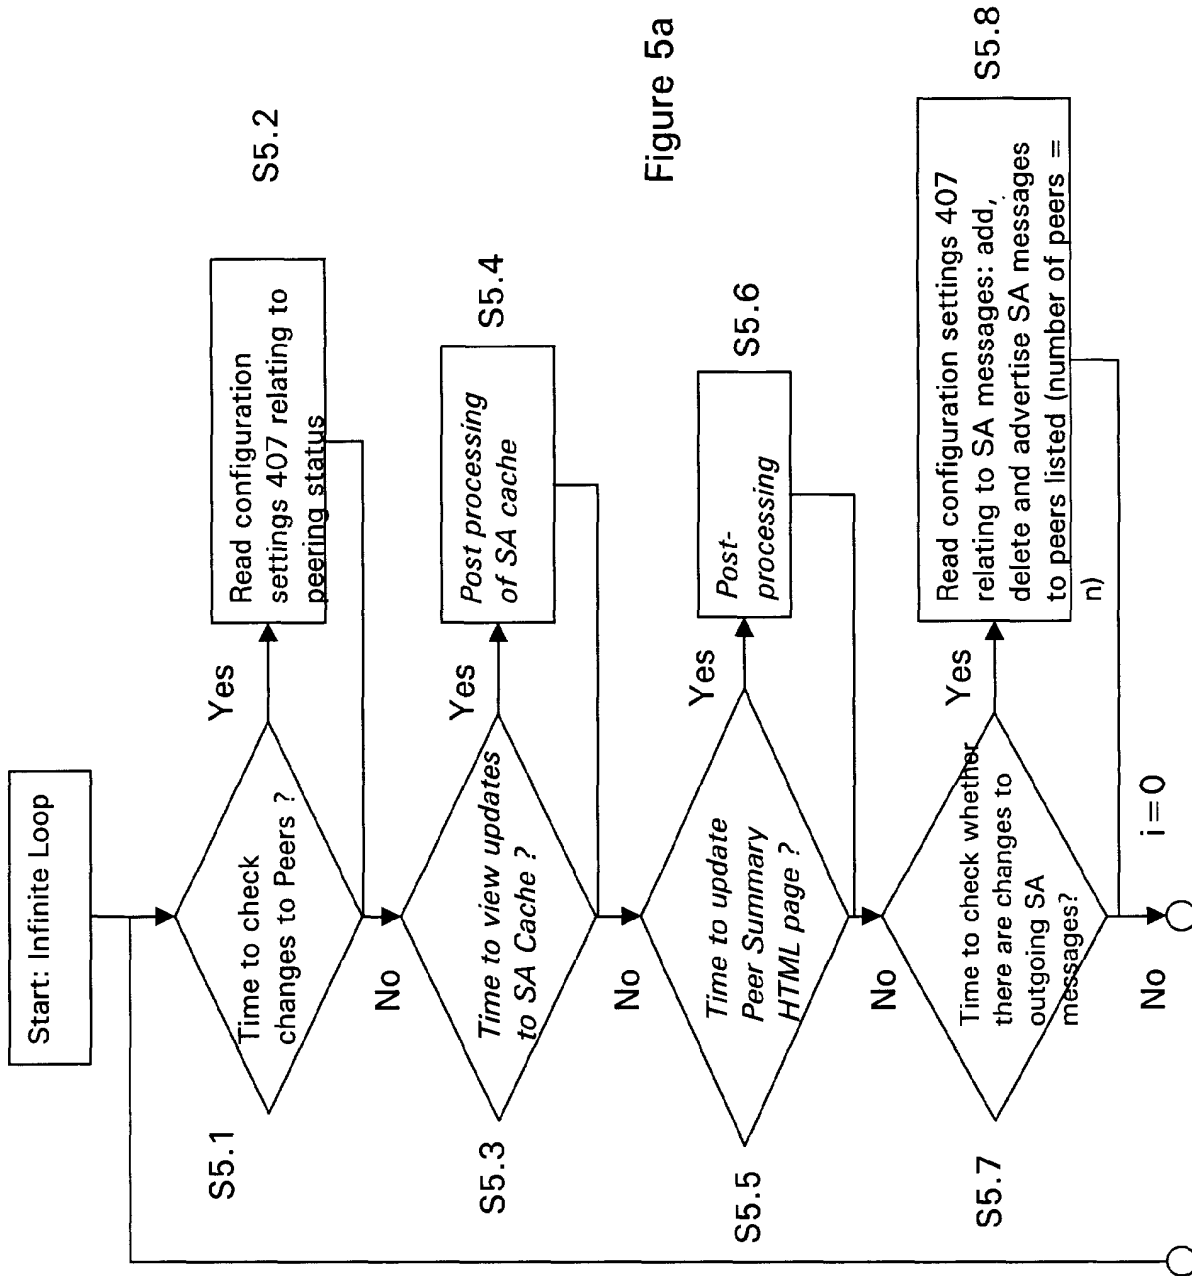 Start: Infinite Loop
S5.1
Time to check
changes to Peers ?
Yes
Read configuration
settings 407 relating to
peering status
S5.2
No
S5.3
Time to view updates
to SA Cache ?
Yes
Post processing
of SA cache
S5.4
No
S5.5
Time to update
Peer Summary
HTML page ?
Yes
Post-
processing
S5.6
No
S5.7
Time to check whether
there are changes to
outgoing SA
messages?
Yes
Read configuration settings 407
relating to SA messages: add,
delete and advertise SA messages
to peers listed (number of peers =
n)
S5.8
No
i=0
Figure 5a